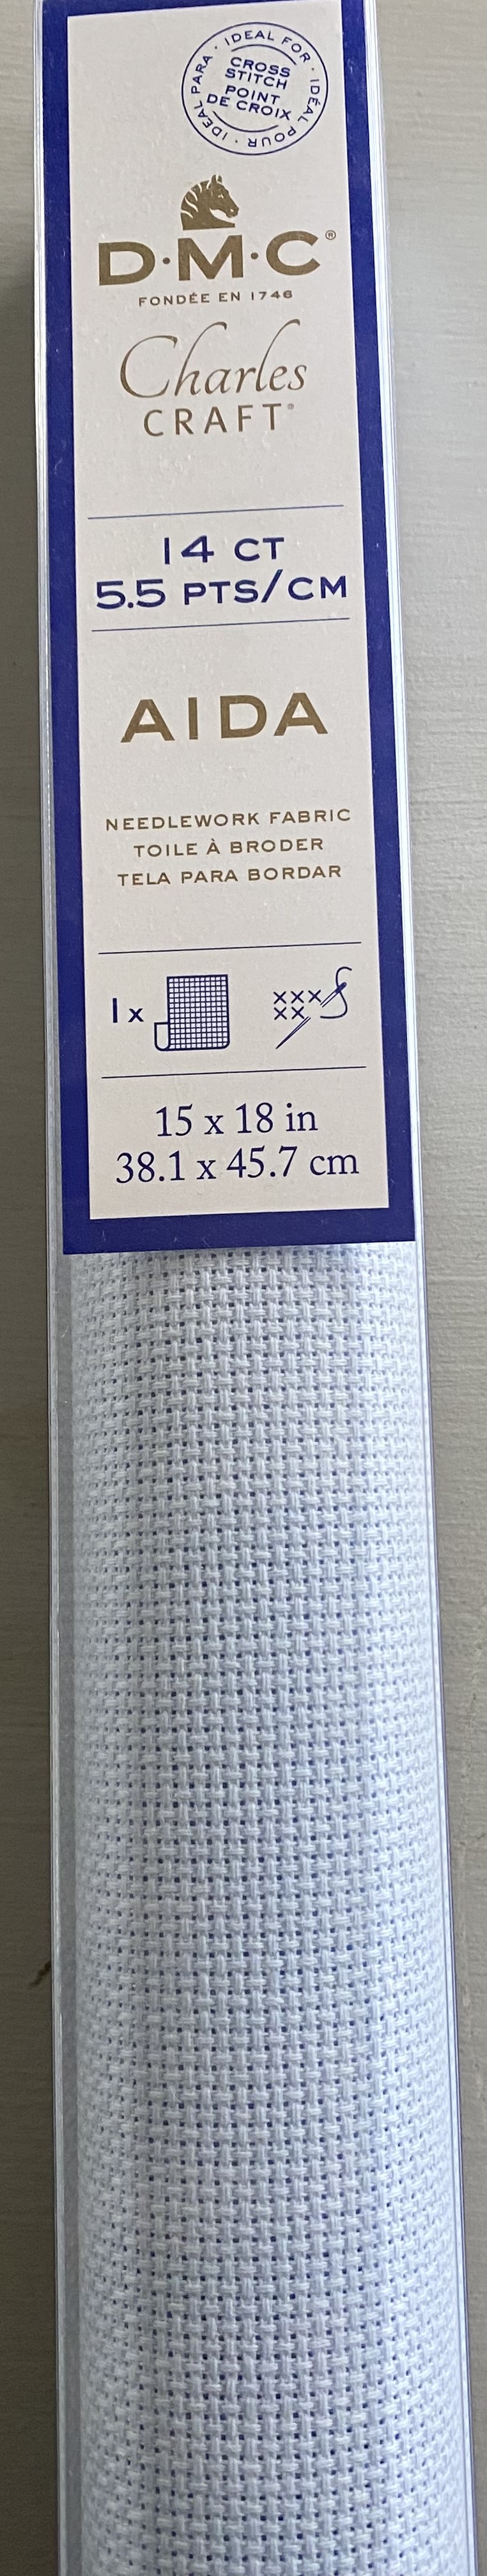 · IDEAL FOR · IDÉAL POUR · IDEAL PARA
CROSS
STITCH
POINT
DE CROIX
D·M·C®
FONDÉE EN 1746
Charles
CRAFT®
14 CT
5.5 PTS/CM
AIDA
NEEDLEWORK FABRIC
TOILE À BRODER
TELA PARA BORDAR
1x
15 x 18 in
38.1 x 45.7 cm